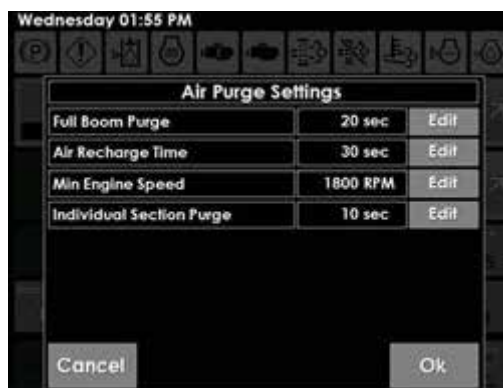 Wednesday 01:55 PM
Air Purge Settings
Full Boom Purge 20 sec Edit
Air Recharge Time 30 sec Edit
Min Engine Speed 1800 RPM Edit
Individual Section Purge 10 sec Edit
Cancel Ok